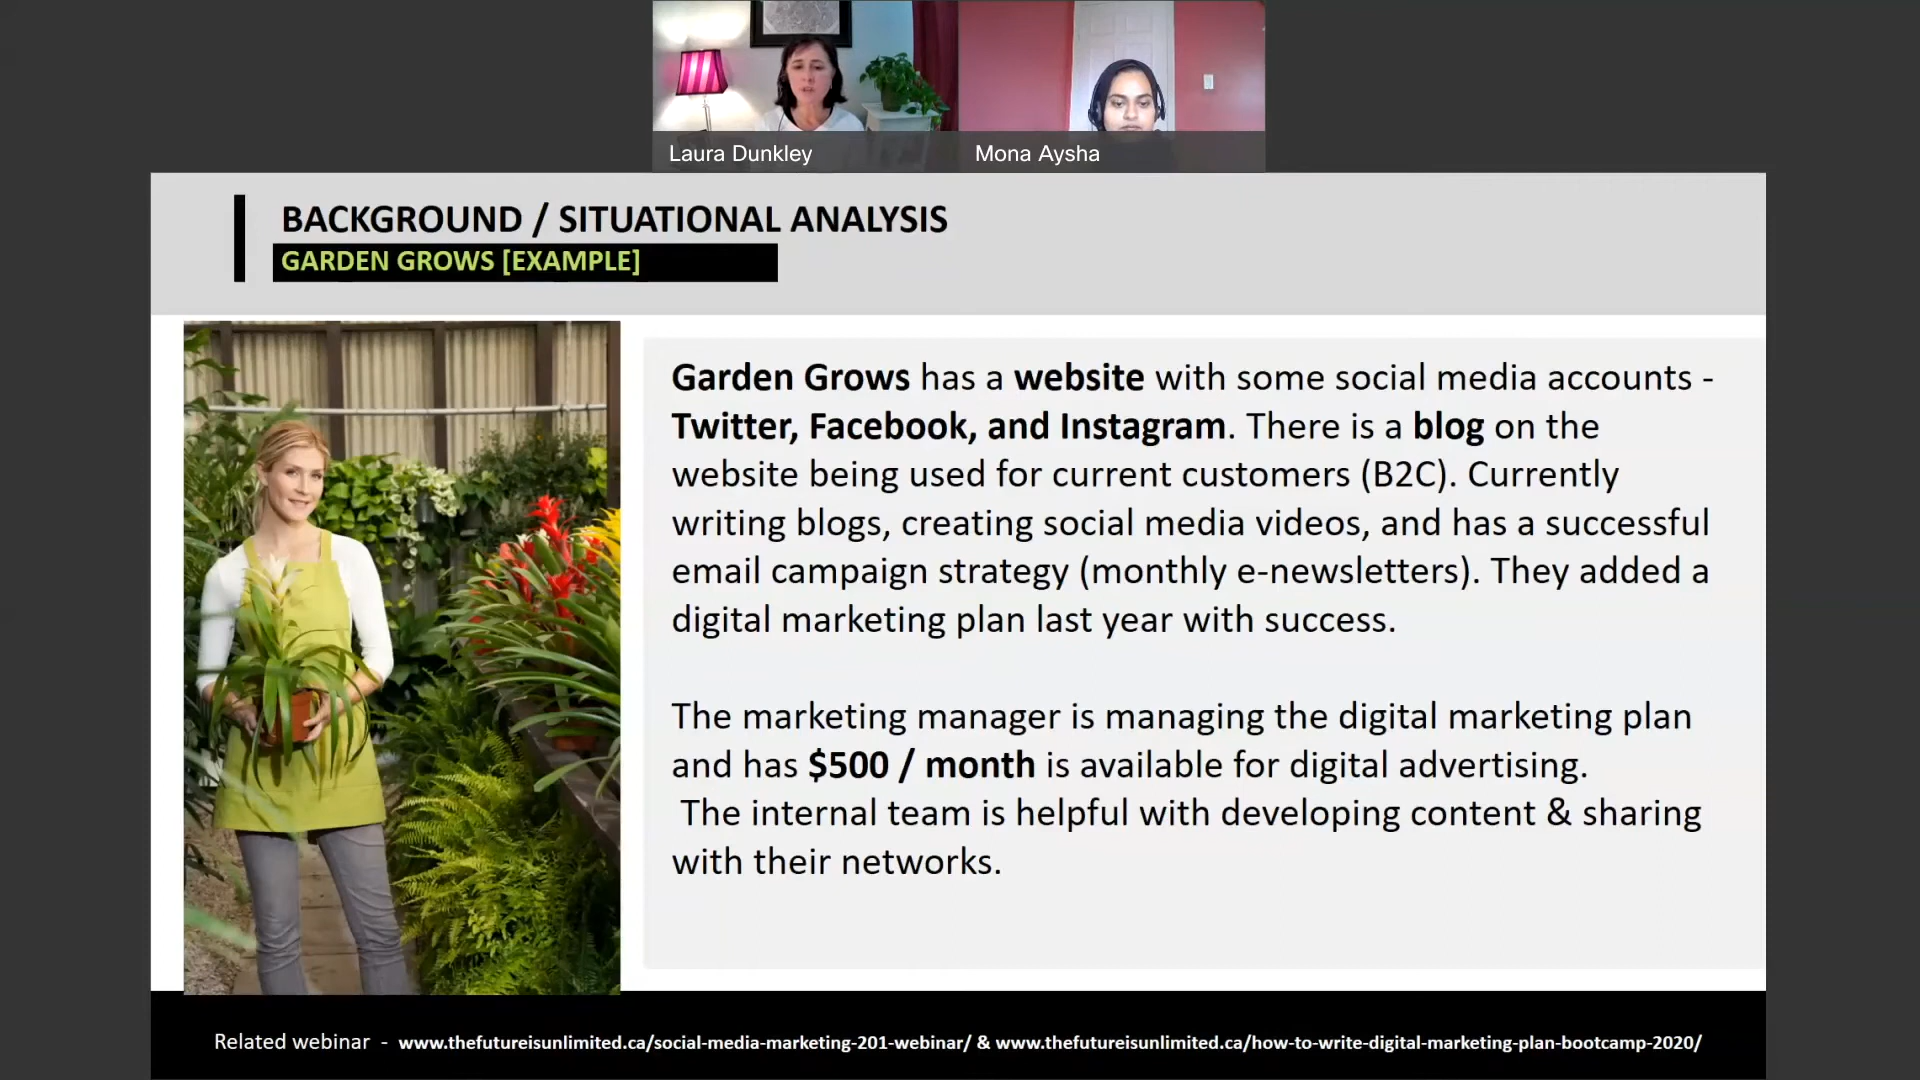 Laura Dunkley
Mona Aysha
BACKGROUND / SITUATIONAL ANALYSIS
GARDEN GROWS [EXAMPLE]
Garden Grows has a website with some social media accounts -
Twitter, Facebook, and Instagram. There is a blog on the
website being used for current customers (B2C). Currently
writing blogs, creating social media videos, and has a successful
email campaign strategy (monthly e-newsletters). They added a
digital marketing plan last year with success.
The marketing manager is managing the digital marketing plan
and has $500 / month is available for digital advertising.
The internal team is helpful with developing content & sharing
with their networks.
Related webinar - www.thefutureisunlimited.ca/social-media-marketing-201-webinar/ & www.thefutureisunlimited.ca/how-to-write-digital-marketing-plan-bootcamp-2020/